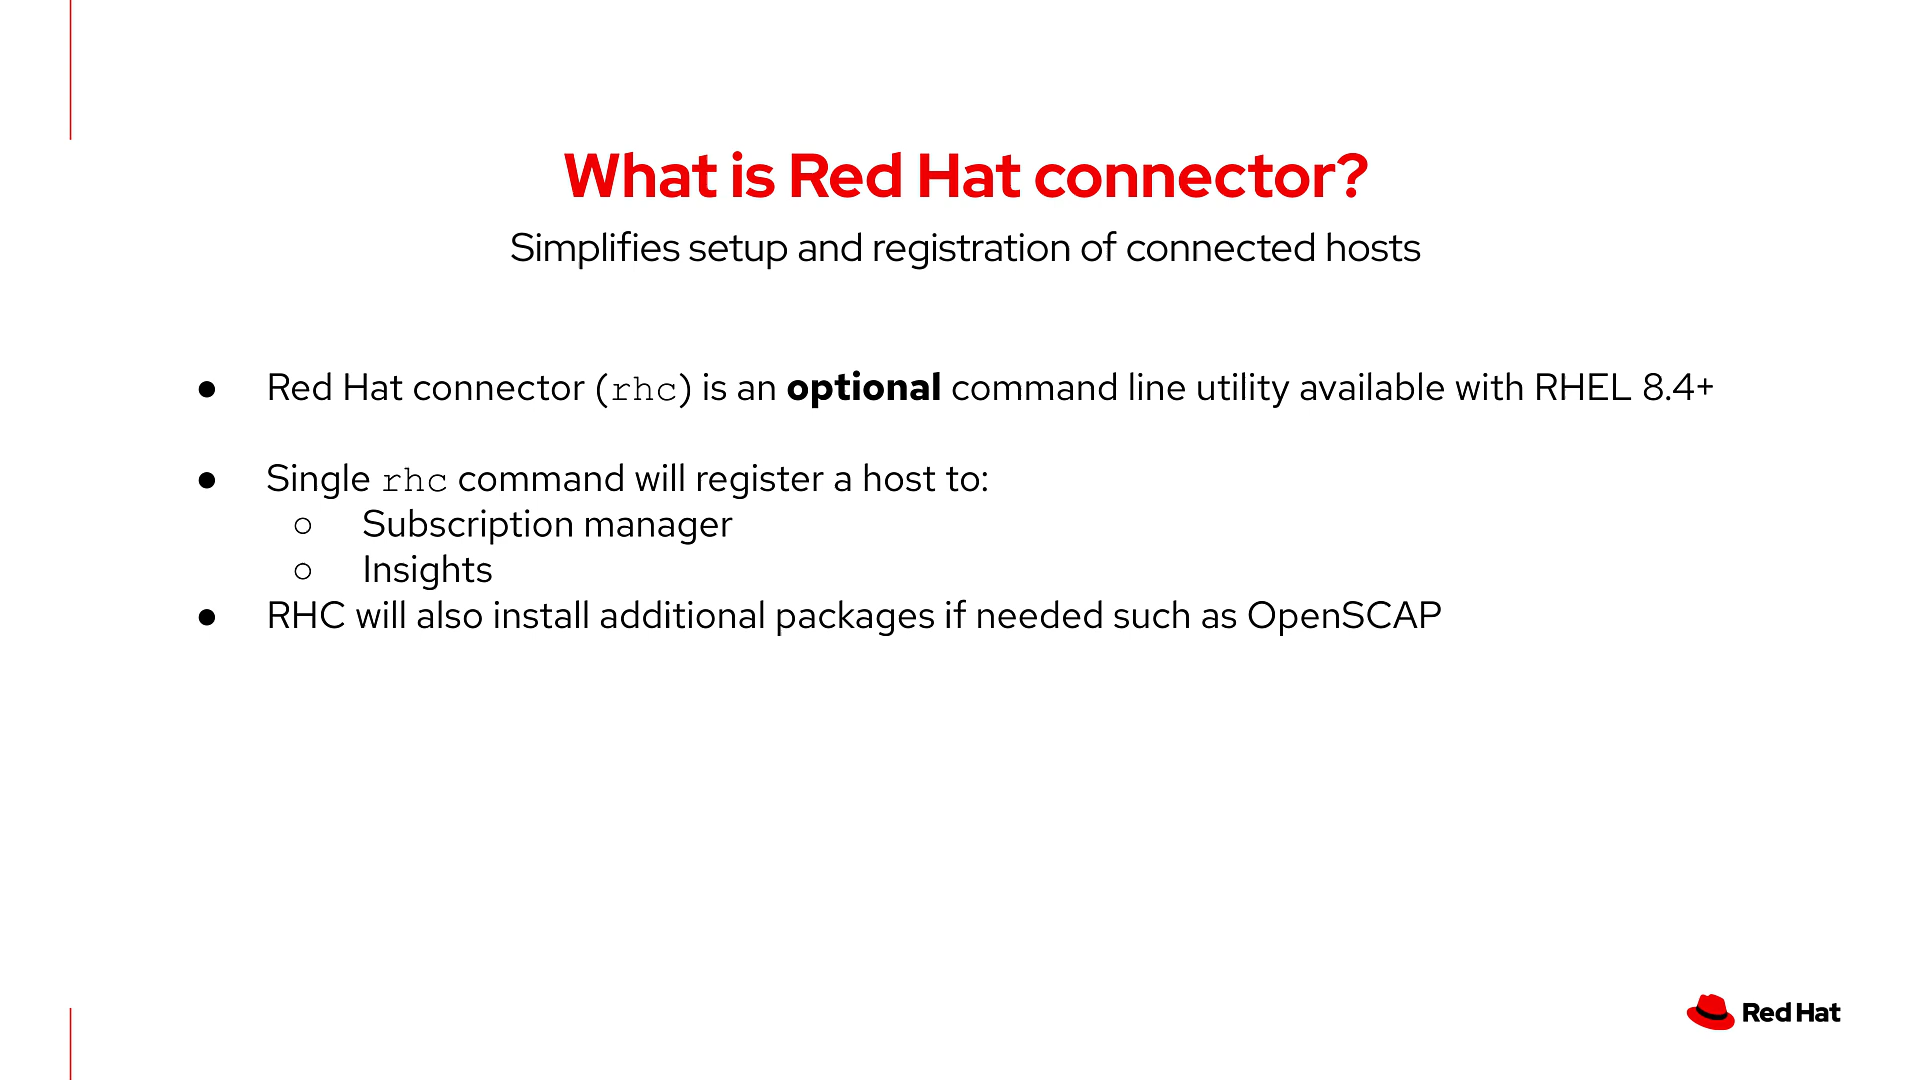 What is Red Hat connector?
Simplifies setup and registration of connected hosts
● Red Hat connector (rhc) is an optional command line utility available with RHEL 8.4+
● Single rhc command will register a host to:
○ Subscription manager
○ Insights
● RHC will also install additional packages if needed such as OpenSCAP
Red Hat